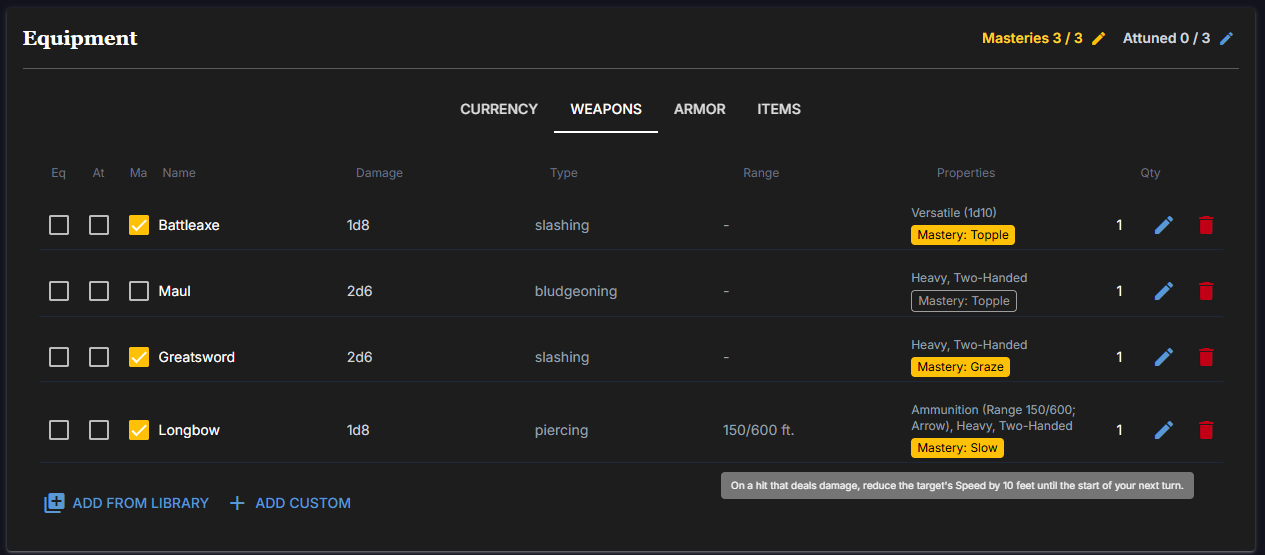 Equipment
Masteries 3 / 3
Attuned 0 / 3
CURRENCY WEAPONS ARMOR ITEMS
Eq At Ma Name Damage Type Range Properties Qty
Battleaxe 1d8 slashing - Versatile (1d10) 1
Mastery: Topple
Maul 2d6 bludgeoning - Heavy, Two-Handed 1
Mastery: Topple
Greatsword 2d6 slashing - Heavy, Two-Handed 1
Mastery: Graze
Longbow 1d8 piercing 150/600 ft. Ammunition (Range 150/600;
Arrow), Heavy, Two-Handed 1
Mastery: Slow
On a hit that deals damage, reduce the target's Speed by 10 feet until the start of your next turn.
ADD FROM LIBRARY
ADD CUSTOM